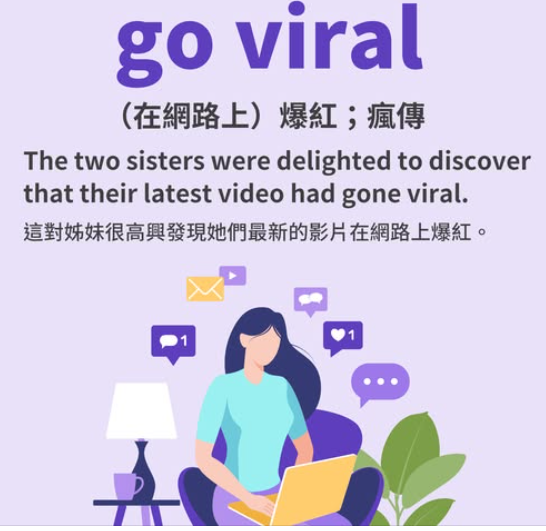 go viral
（在網路上）爆紅；瘋傳
The two sisters were delighted to discover
that their latest video had gone viral.
這對姊妹很高興發現她們最新的影片在網路上爆紅。
1
1